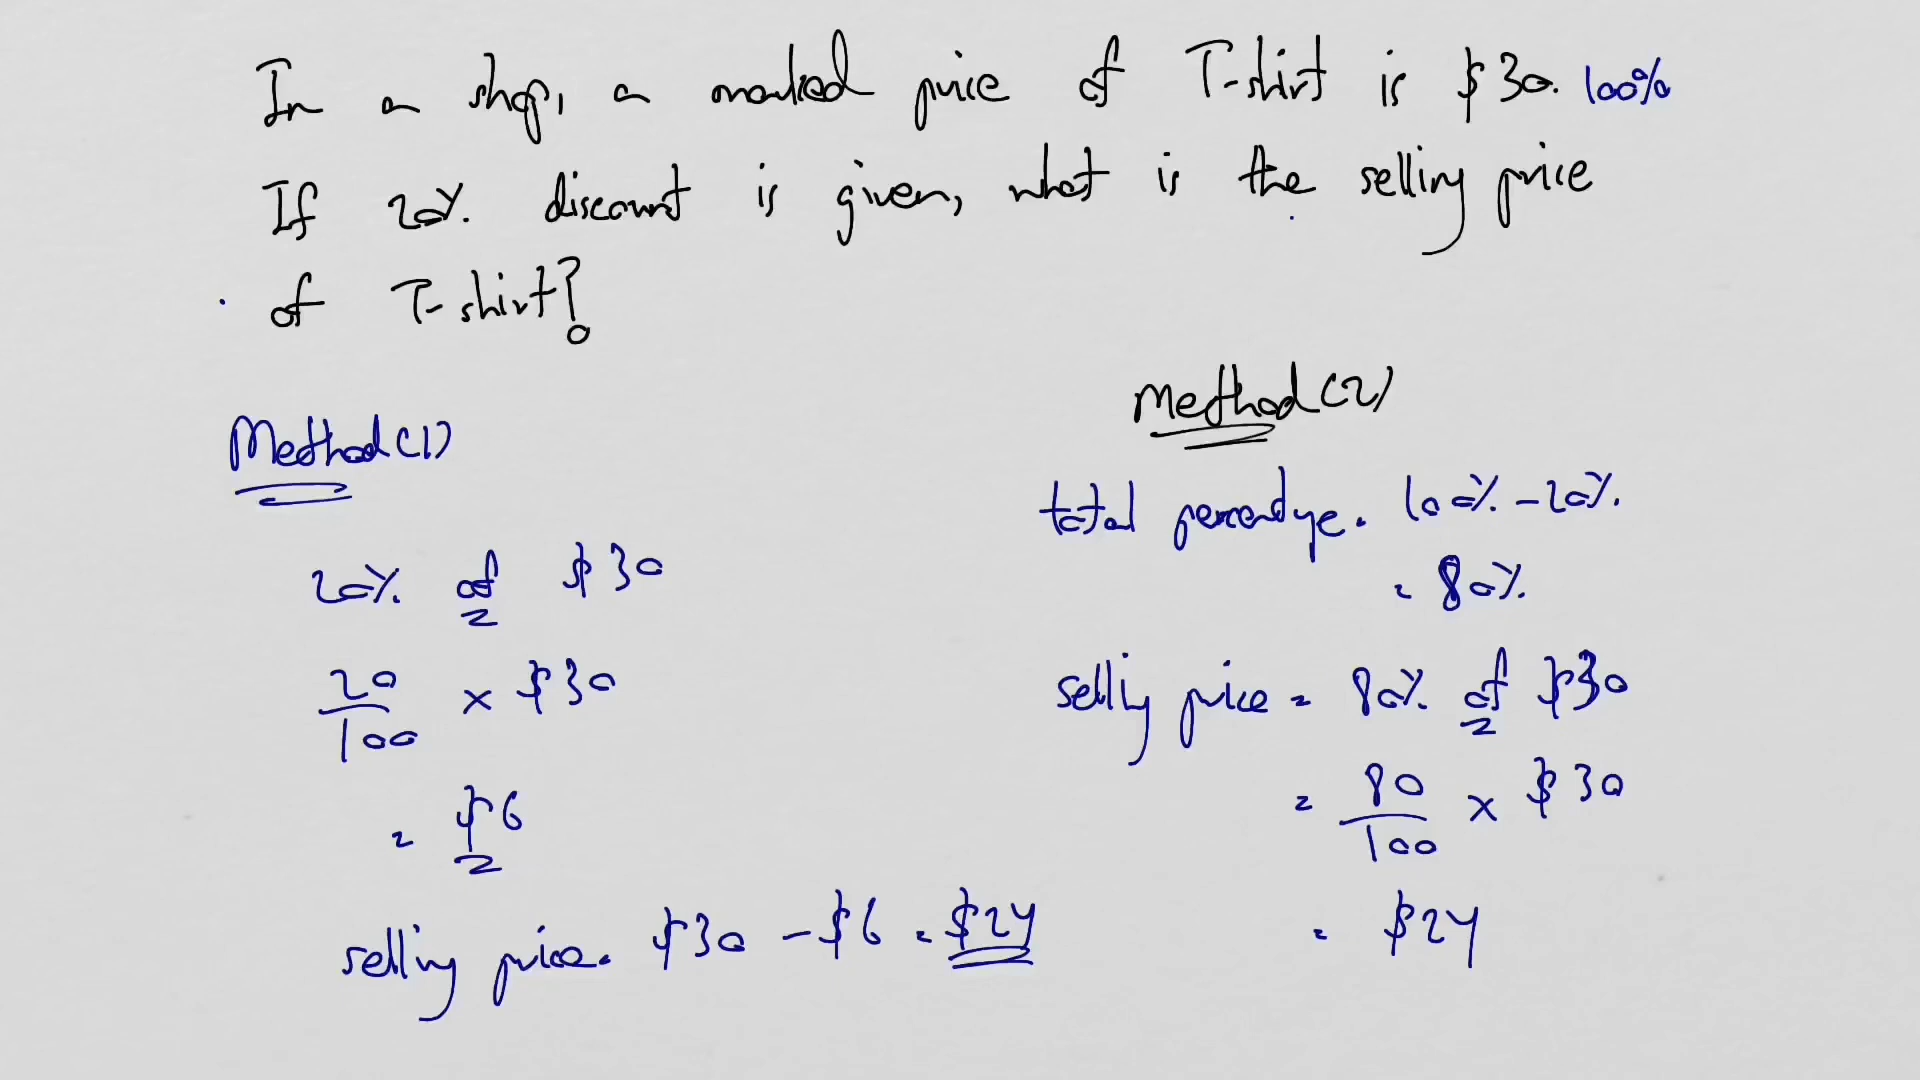 In a shop, a marked price of T-shirt is $30. 100%
If 20% discount is given, what is the selling price
of T-shirt?
Method (1)
20% of $30
20/100 × $30
= $6
selling price = $30 - $6 = $24
Method (2)
total percentage = 100% - 20%
= 80%
selling price = 80% of $30
= 80/100 × $30
= $24